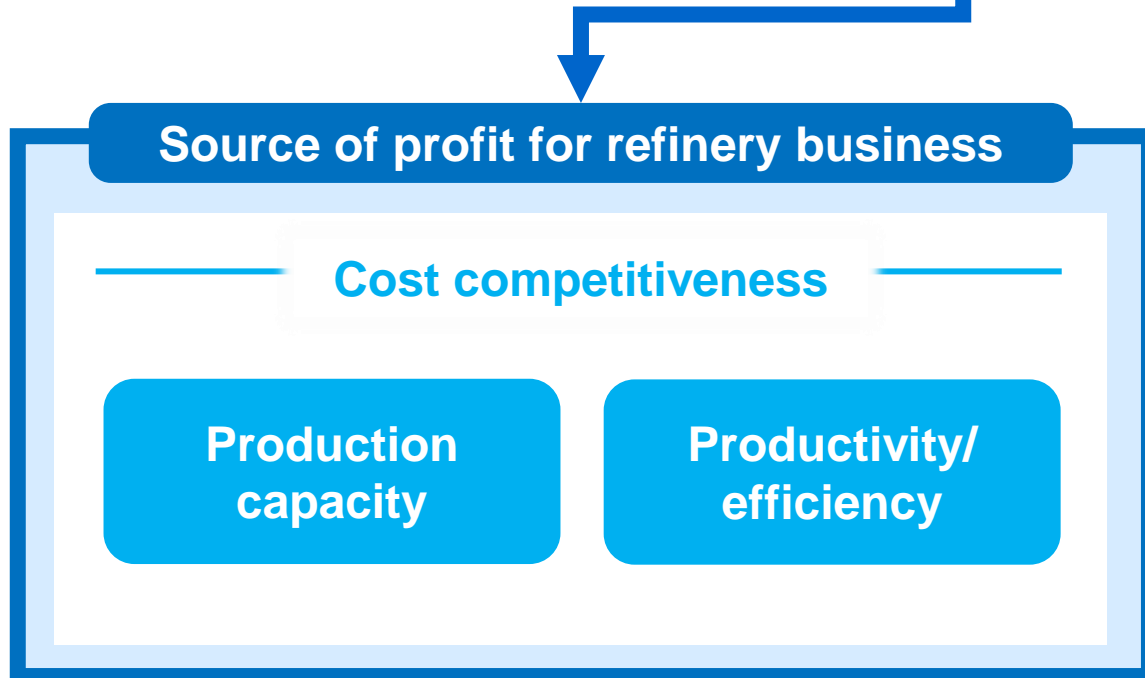 Source of profit for refinery business
Cost competitiveness
Production
capacity
Productivity/
efficiency